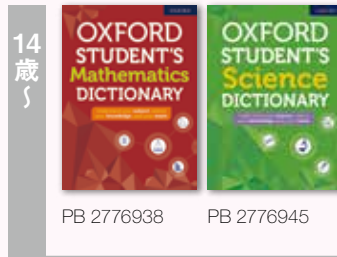 14
歳
～
OXFORD
STUDENT'S
Mathematics
DICTIONARY
OXFORD
STUDENT'S
Science
DICTIONARY
PB 2776938
PB 2776945